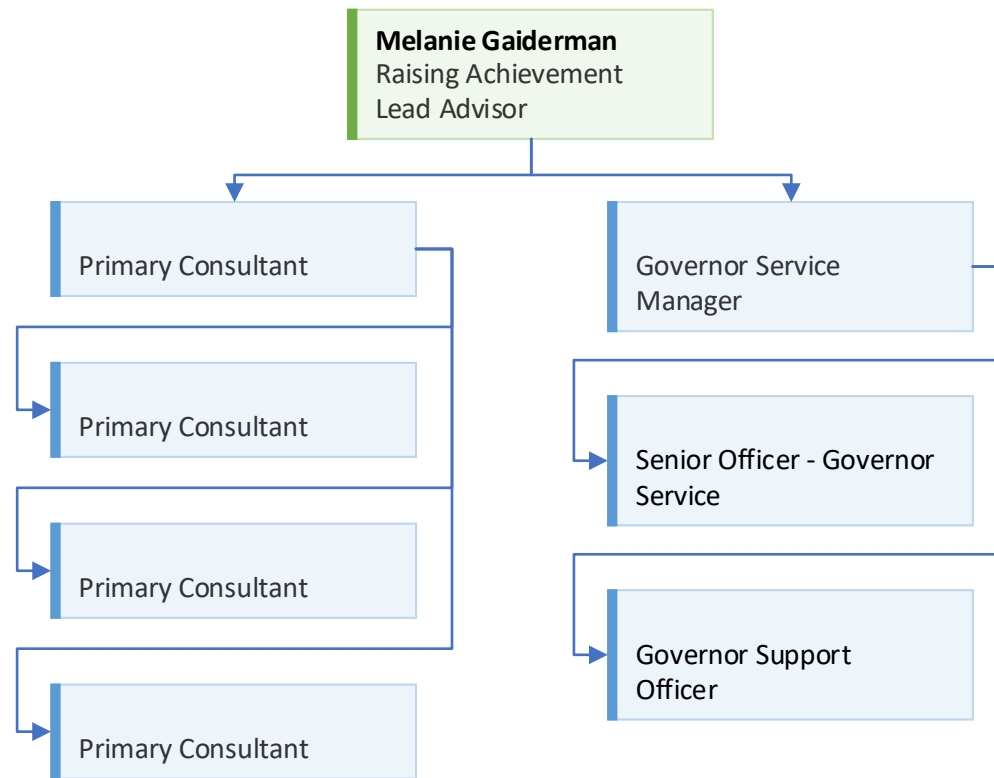 Melanie Gaiderman
Raising Achievement
Lead Advisor
Primary Consultant
Primary Consultant
Primary Consultant
Primary Consultant
Governor Service
Manager
Senior Officer - Governor
Service
Governor Support
Officer